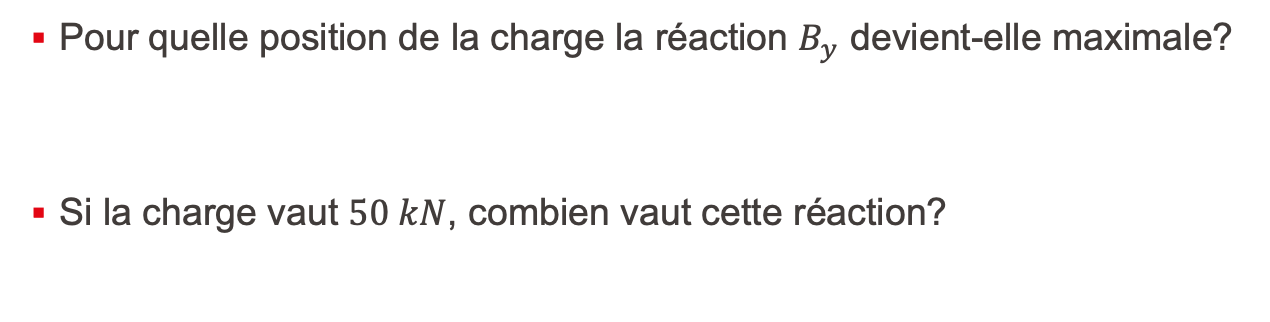 ▪ Pour quelle position de la charge la réaction $B_y$ devient-elle maximale?
▪ Si la charge vaut 50 kN, combien vaut cette réaction?